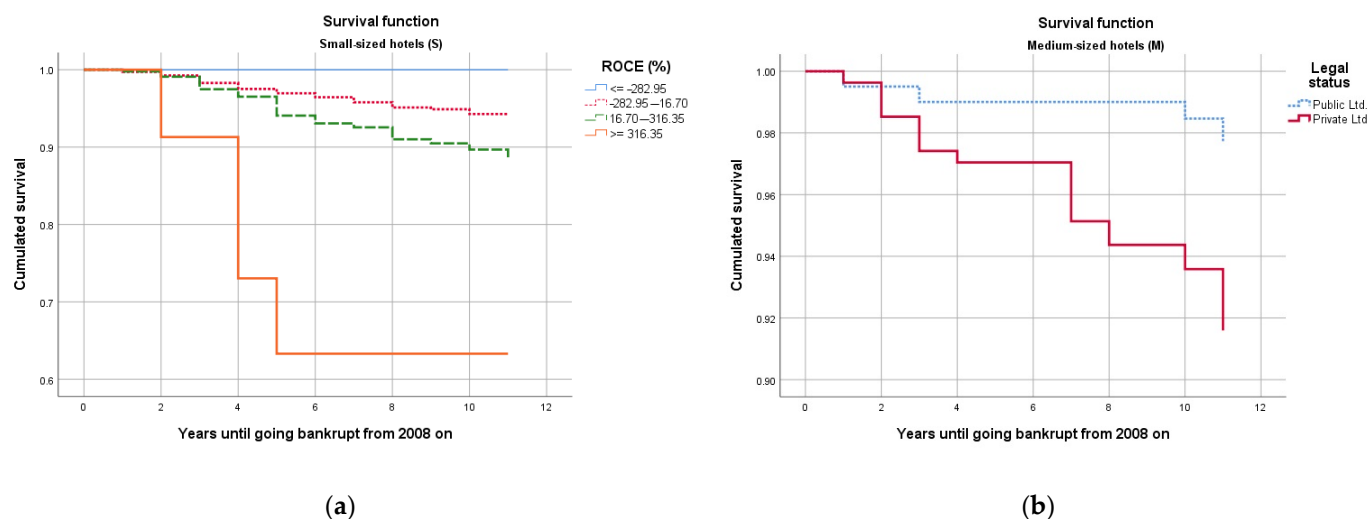 Survival function
Small-sized hotels (S)
ROCE (%)
<= -282.95
-282.95—16.70
16.70—316.35
>= 316.35
Cumulated survival
1.0
0.9
0.8
0.7
0.6
0 2 4 6 8 10 12
Years until going bankrupt from 2008 on
(a)
Survival function
Medium-sized hotels (M)
Legal
status
Public Ltd.
Private Ltd
Cumulated survival
1.00
0.98
0.96
0.94
0.92
0.90
0 2 4 6 8 10 12
Years until going bankrupt from 2008 on
(b)